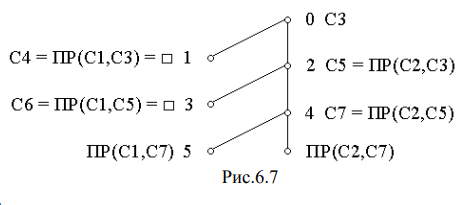 0 С3
С4 = ПР(С1,С3) = □ 1
2 С5 = ПР(С2,С3)
С6 = ПР(С1,С5) = □ 3
4 С7 = ПР(С2,С5)
ПР(С1,С7) 5
ПР(С2,С7)
Рис.6.7